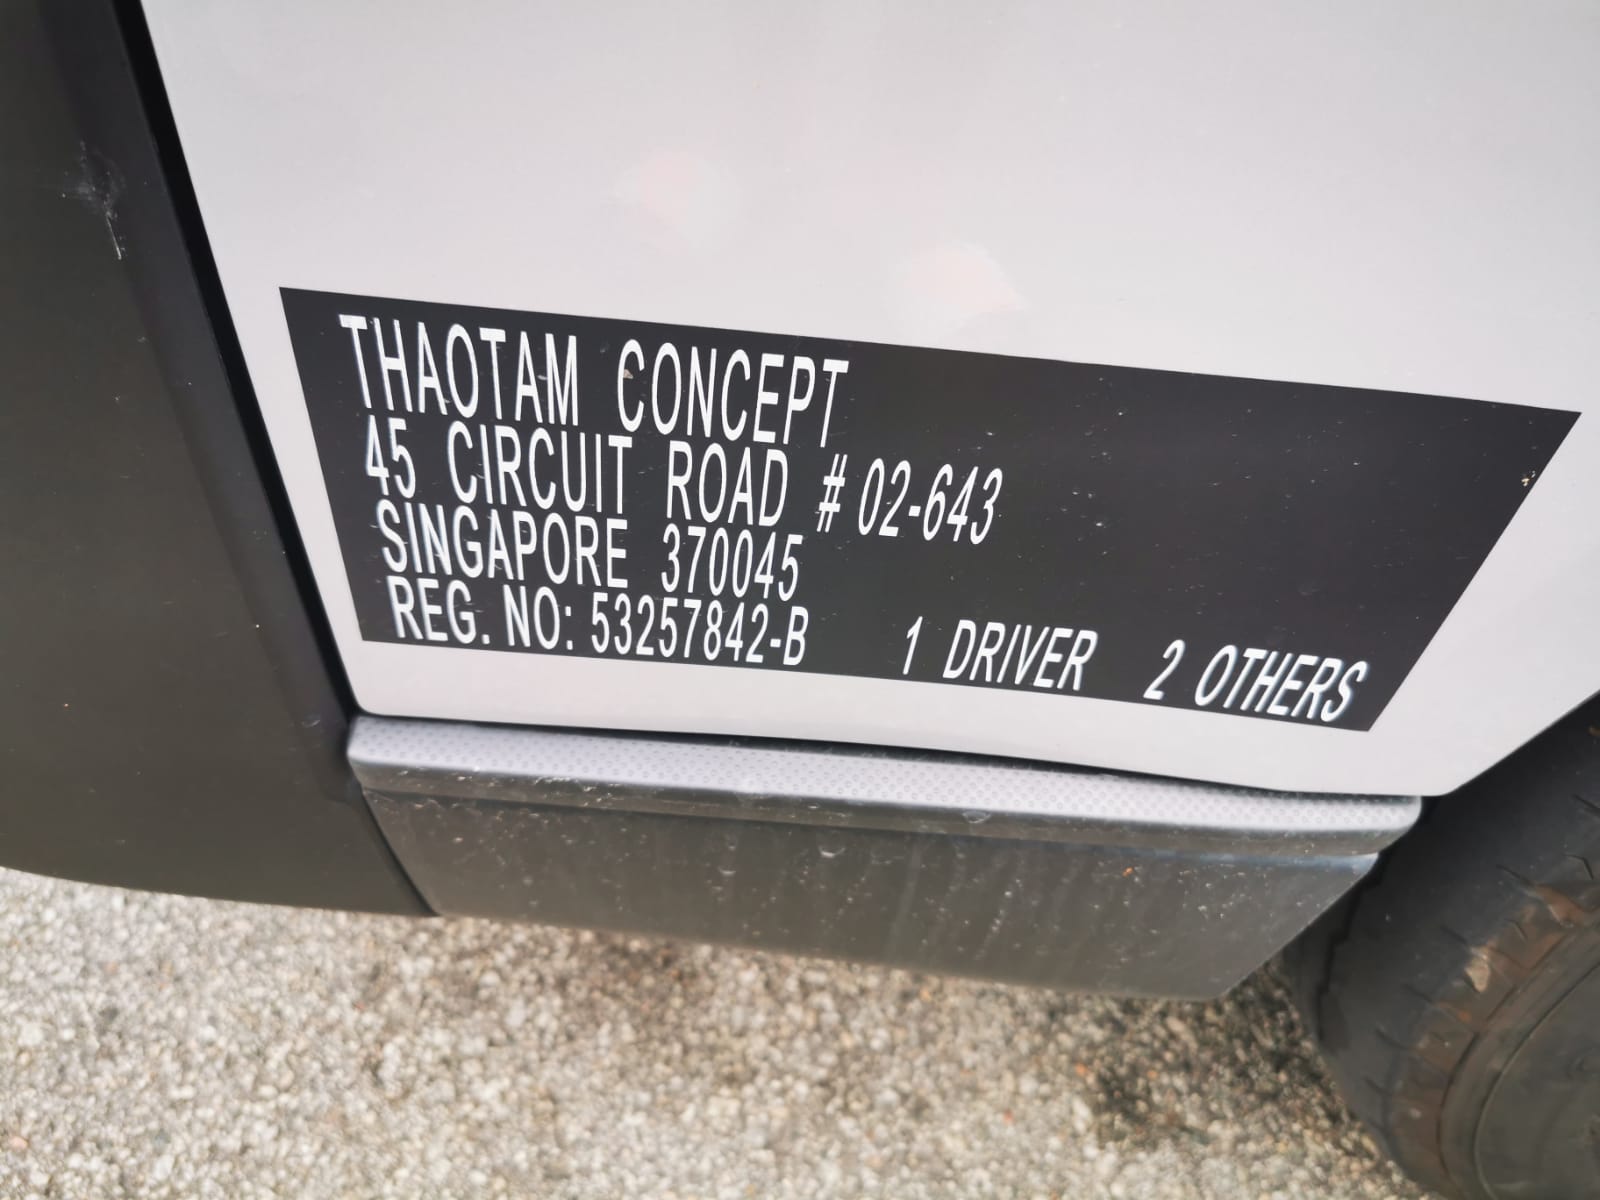 THAOTAM CONCEPT
45 CIRCUIT ROAD #02-643
SINGAPORE 370045
REG. NO: 53257842-B 1 DRIVER 2 OTHERS